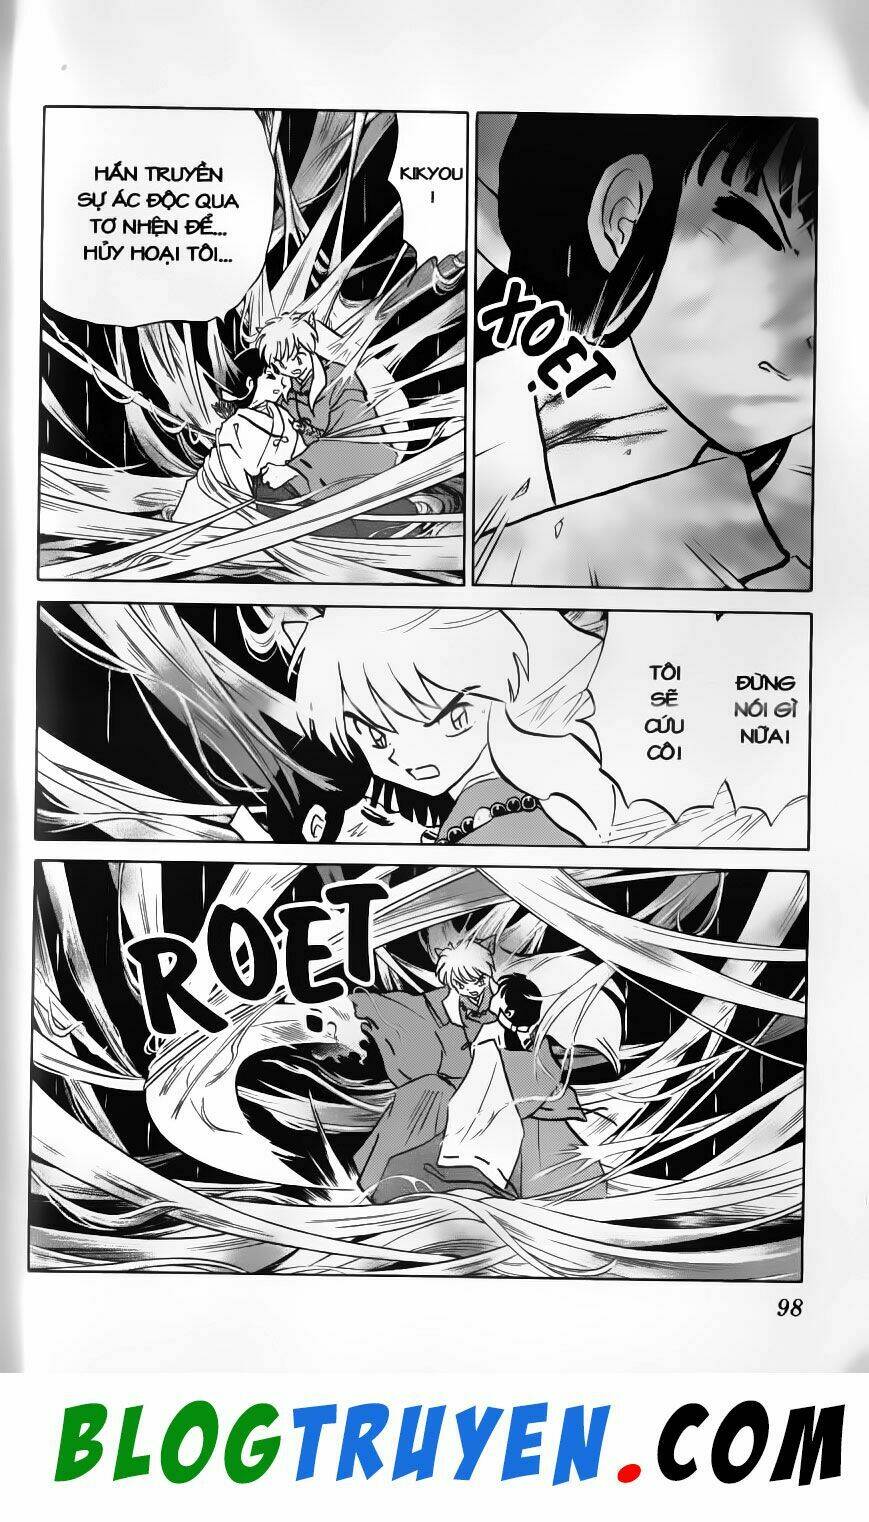 XOẸT
KIKYOU
!
HẮN TRUYỀN
SỰ ÁC ĐỘC QUA
TƠ NHỆN ĐỂ...
HỦY HOẠI TÔI...
ĐỪNG
NÓI GÌ
NỮA!
TÔI
SẼ
CỨU
CÔ!
ROET
98
BLOGTRUYEN.COM